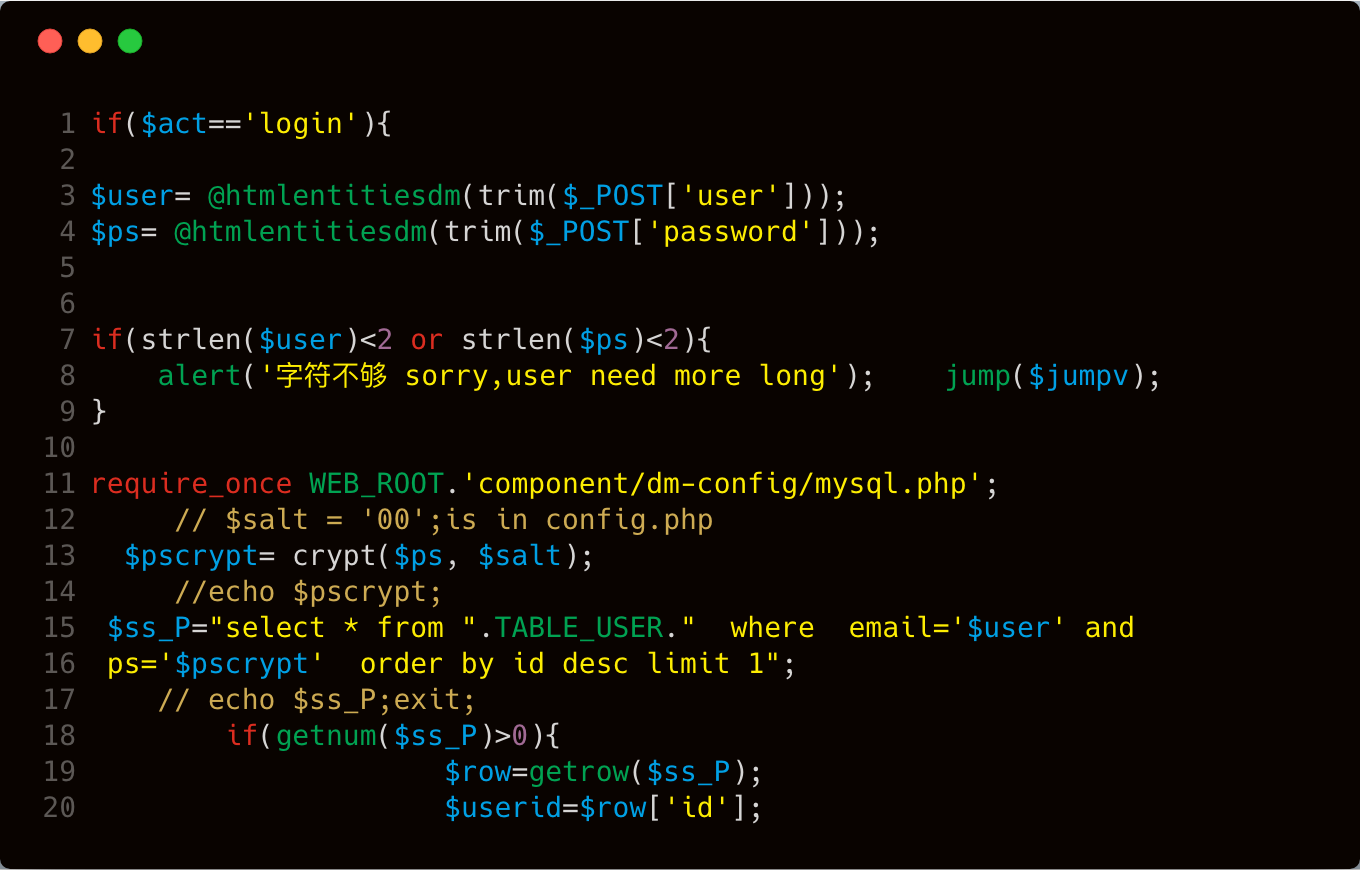 1 if($act=='login'){
2
3 $user= @htmlentitiesdm(trim($_POST['user']));
4 $ps= @htmlentitiesdm(trim($_POST['password']));
5
6
7 if(strlen($user)<2 or strlen($ps)<2){
8     alert('字符不够 sorry,user need more long');    jump($jumpv);
9 }
10
11 require_once WEB_ROOT.'component/dm-config/mysql.php';
12      // $salt = '00';is in config.php
13   $pscrypt= crypt($ps, $salt);
14      //echo $pscrypt;
15  $ss_P="select * from ".TABLE_USER."  where  email='$user' and
16  ps='$pscrypt'  order by id desc limit 1";
17     // echo $ss_P;exit;
18         if(getnum($ss_P)>0){
19                      $row=getrow($ss_P);
20                      $userid=$row['id'];